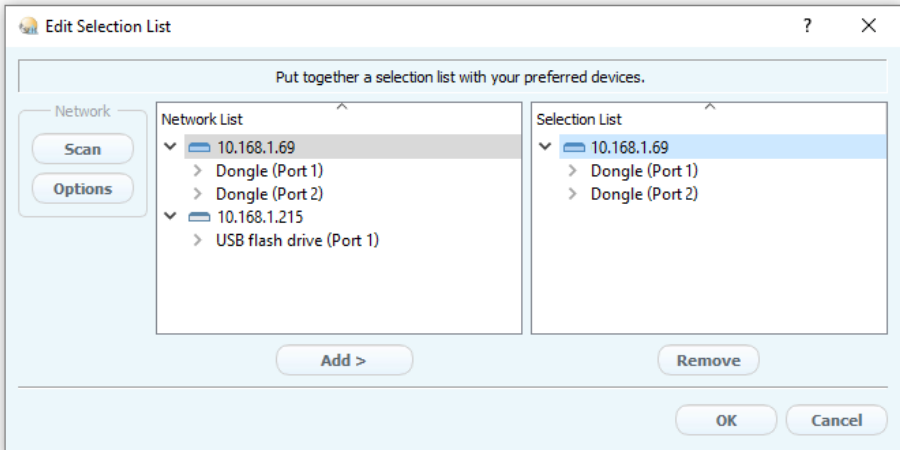 Edit Selection List
Put together a selection list with your preferred devices.
Network
Scan
Options
Network List
10.168.1.69
Dongle (Port 1)
Dongle (Port 2)
10.168.1.215
USB flash drive (Port 1)
Add >
Selection List
10.168.1.69
Dongle (Port 1)
Dongle (Port 2)
Remove
OK
Cancel